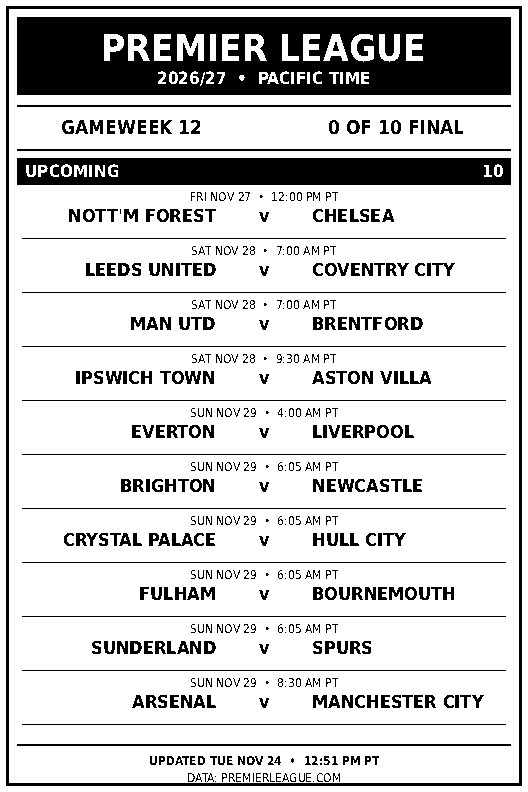 PREMIER LEAGUE
2026/27 • PACIFIC TIME
GAMEWEEK 12 0 OF 10 FINAL
UPCOMING 10
FRI NOV 27 • 12:00 PM PT
NOTT'M FOREST v CHELSEA
SAT NOV 28 • 7:00 AM PT
LEEDS UNITED v COVENTRY CITY
SAT NOV 28 • 7:00 AM PT
MAN UTD v BRENTFORD
SAT NOV 28 • 9:30 AM PT
IPSWICH TOWN v ASTON VILLA
SUN NOV 29 • 4:00 AM PT
EVERTON v LIVERPOOL
SUN NOV 29 • 6:05 AM PT
BRIGHTON v NEWCASTLE
SUN NOV 29 • 6:05 AM PT
CRYSTAL PALACE v HULL CITY
SUN NOV 29 • 6:05 AM PT
FULHAM v BOURNEMOUTH
SUN NOV 29 • 6:05 AM PT
SUNDERLAND v SPURS
SUN NOV 29 • 8:30 AM PT
ARSENAL v MANCHESTER CITY
UPDATED TUE NOV 24 • 12:51 PM PT
DATA: PREMIERLEAGUE.COM